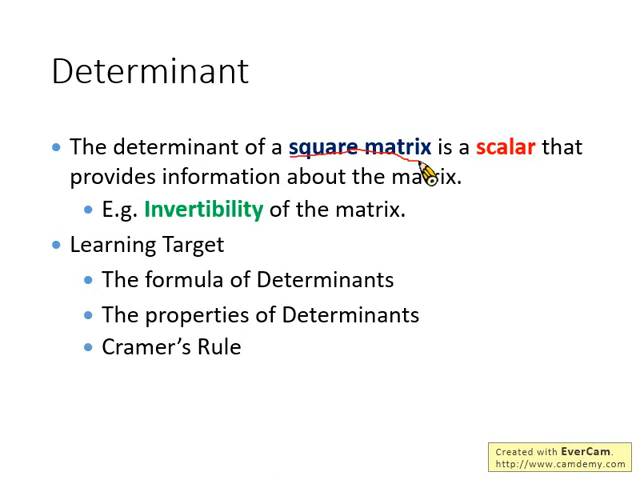 Determinant
The determinant of a square matrix is a scalar that
provides information about the matrix.
E.g. Invertibility of the matrix.
Learning Target
The formula of Determinants
The properties of Determinants
Cramer's Rule
Created with EverCam.
http://www.camdemy.com